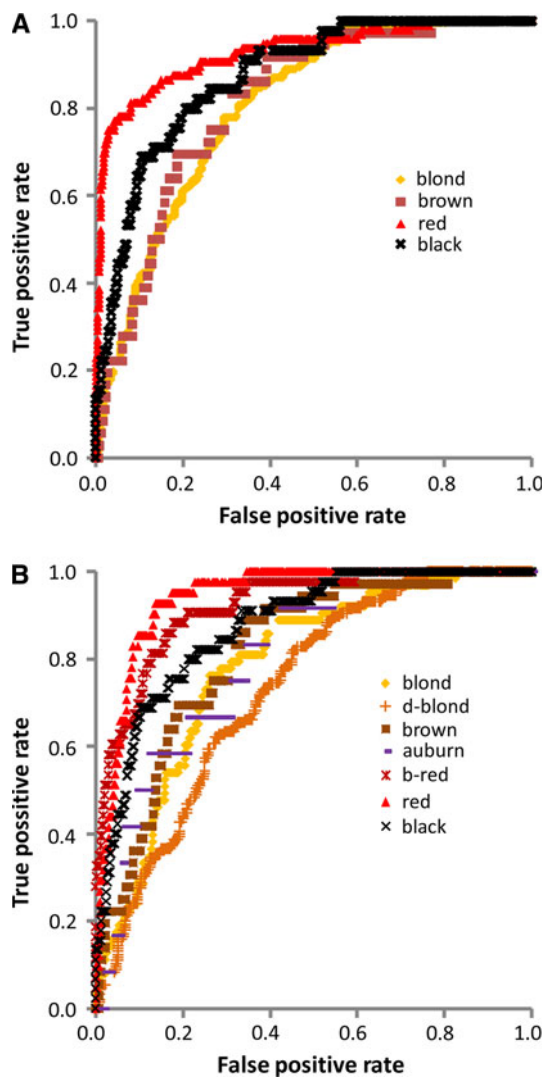 A
True possitive rate
1.0
0.8
0.6
0.4
0.2
0.0
blond
brown
red
black
0.0 0.2 0.4 0.6 0.8 1.0
False positive rate
B
True possitive rate
1.0
0.8
0.6
0.4
0.2
0.0
blond
d-blond
brown
auburn
b-red
red
black
0.0 0.2 0.4 0.6 0.8 1.0
False positive rate